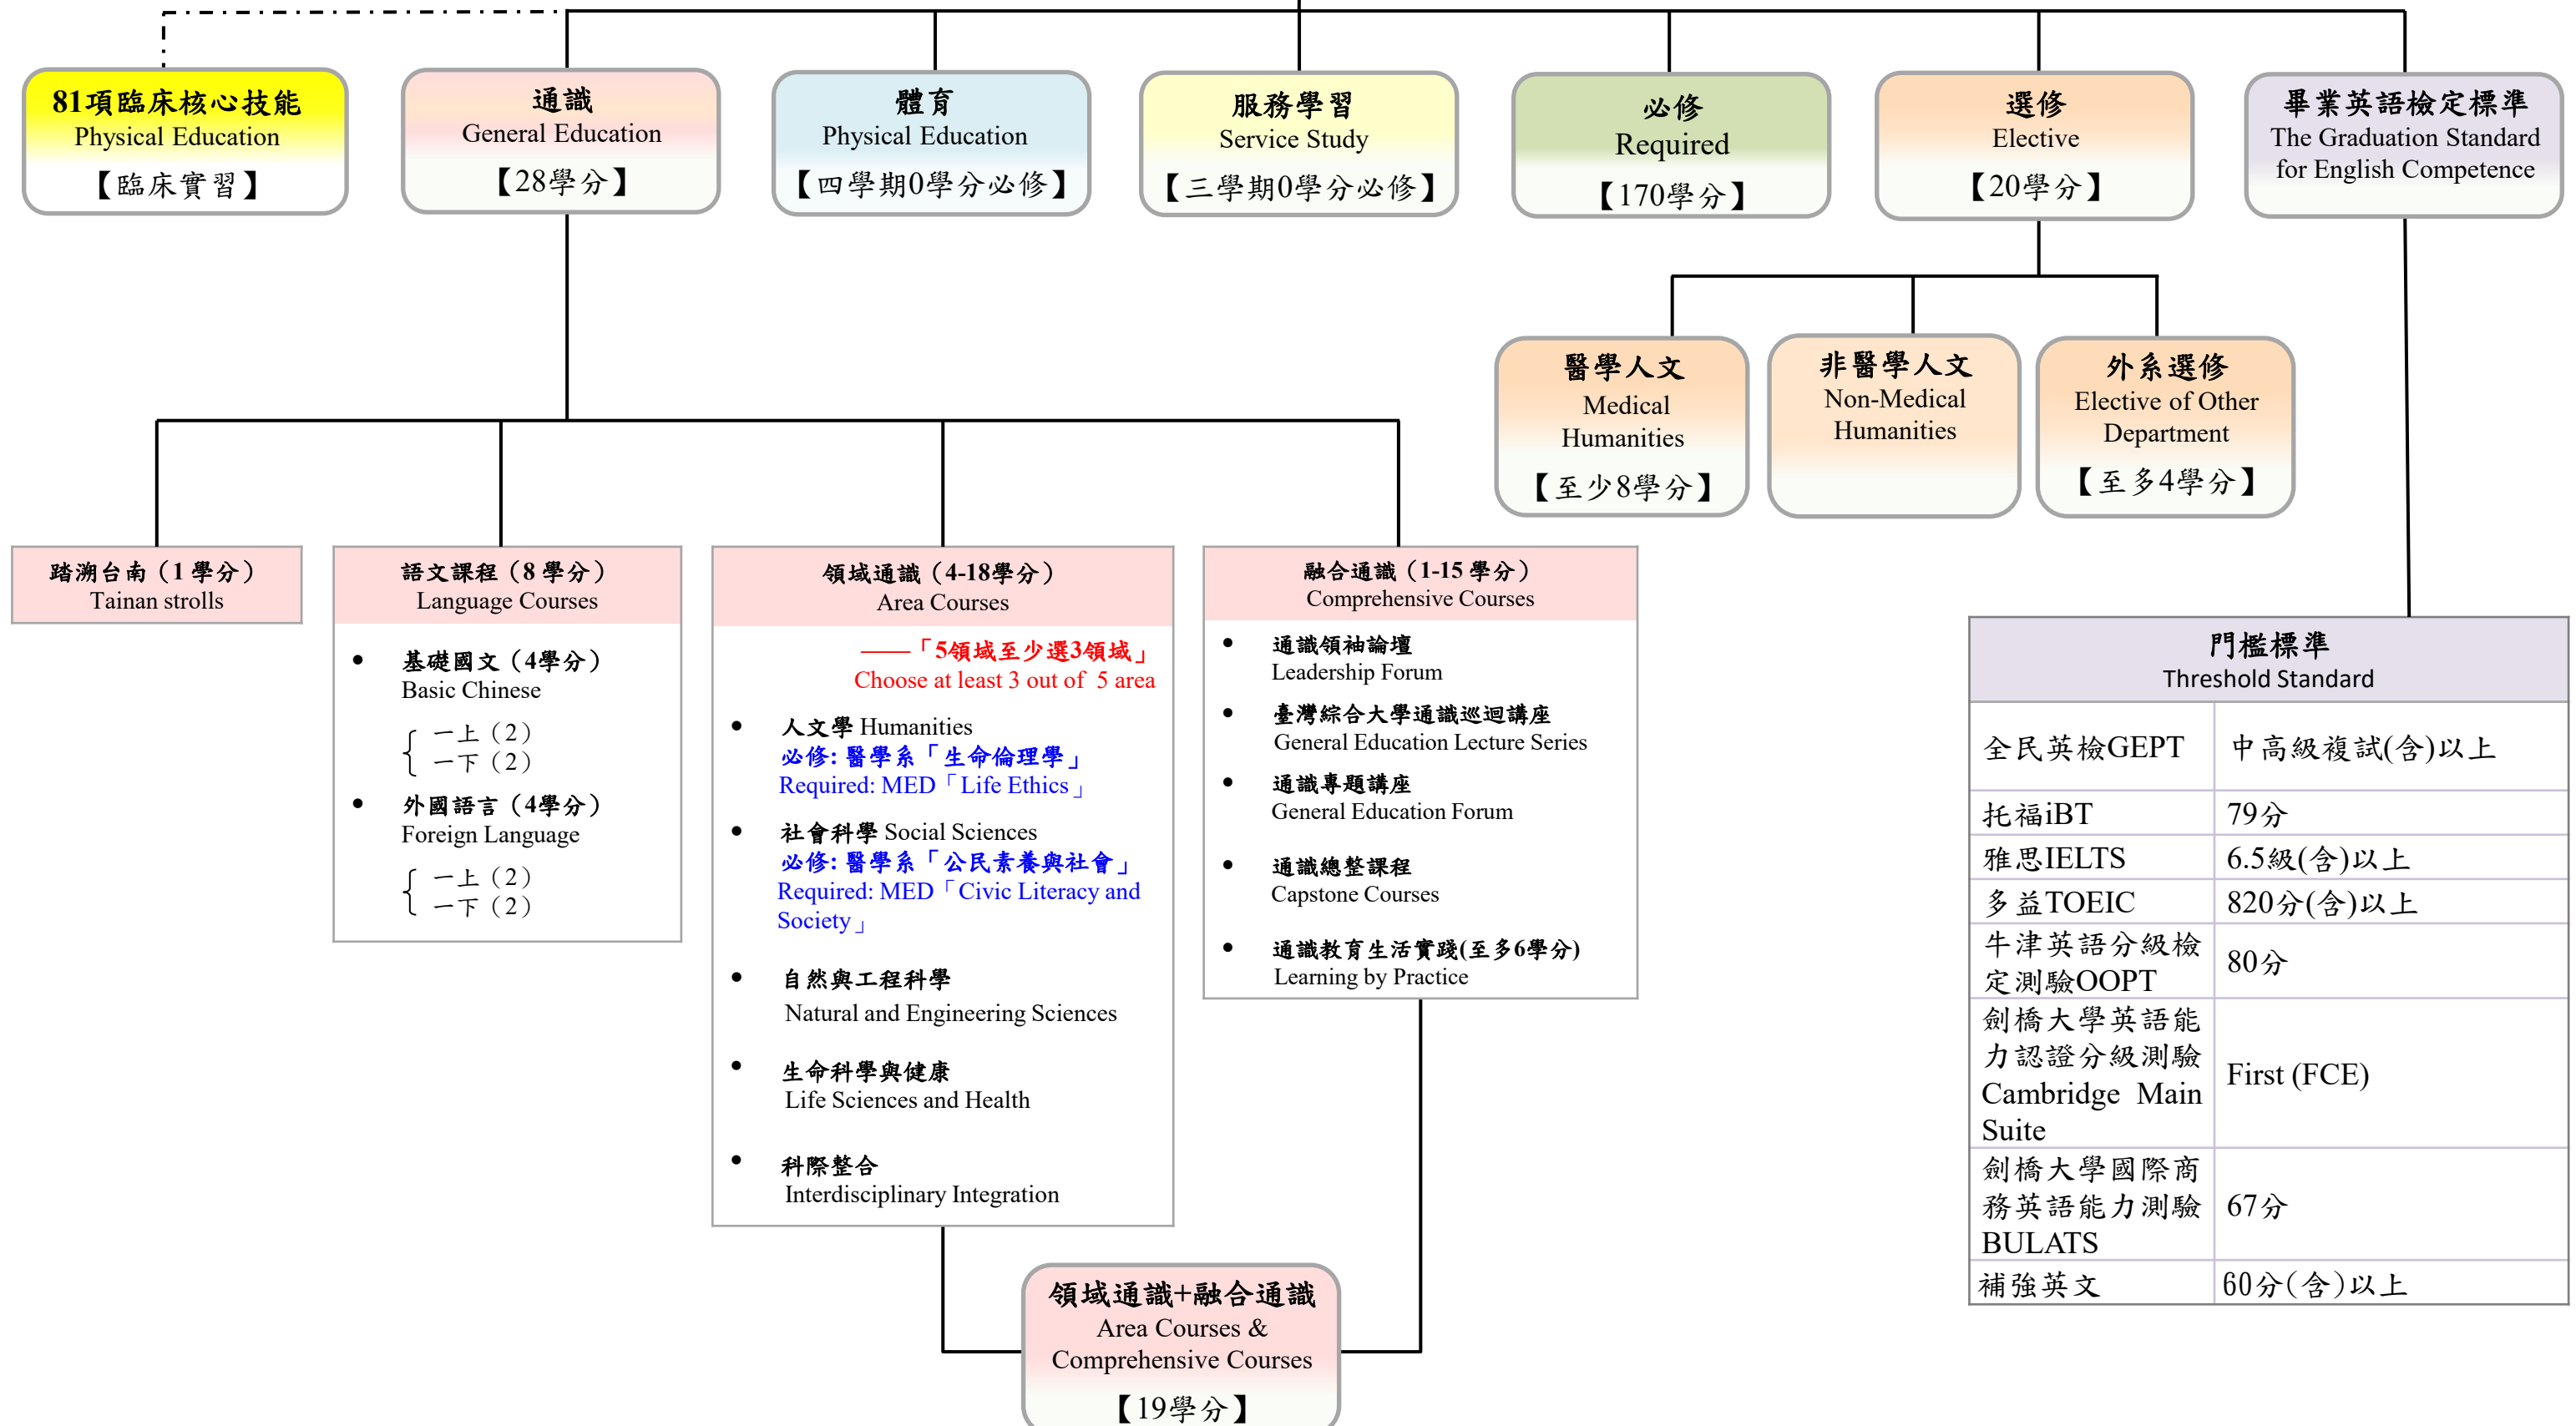 81項臨床核心技能
Physical Education
【臨床實習】
通識
General Education
【28學分】
體育
Physical Education
【四學期0學分必修】
服務學習
Service Study
【三學期0學分必修】
必修
Required
【170學分】
選修
Elective
【20學分】
畢業英語檢定標準
The Graduation Standard
for English Competence
醫學人文
Medical
Humanities
【至少8學分】
非醫學人文
Non-Medical
Humanities
外系選修
Elective of Other
Department
【至多4學分】
踏溯台南（1 學分）
Tainan strolls
語文課程（8 學分）
Language Courses
• 基礎國文（4學分）
Basic Chinese
一上（2）
一下（2）
• 外國語言（4學分）
Foreign Language
一上（2）
一下（2）
領域通識（4-18學分）
Area Courses
——「5領域至少選3領域」
Choose at least 3 out of 5 area
• 人文學 Humanities
必修: 醫學系「生命倫理學」
Required: MED「Life Ethics」
• 社會科學 Social Sciences
必修: 醫學系「公民素養與社會」
Required: MED「Civic Literacy and
Society」
• 自然與工程科學
Natural and Engineering Sciences
• 生命科學與健康
Life Sciences and Health
• 科際整合
Interdisciplinary Integration
融合通識（1-15 學分）
Comprehensive Courses
• 通識領袖論壇
Leadership Forum
• 臺灣綜合大學通識巡迴講座
General Education Lecture Series
• 通識專題講座
General Education Forum
• 通識總整課程
Capstone Courses
• 通識教育生活實踐(至多6學分)
Learning by Practice
領域通識+融合通識
Area Courses &
Comprehensive Courses
【19學分】
門檻標準
Threshold Standard
全民英檢GEPT 中高級複試(含)以上
托福iBT 79分
雅思IELTS 6.5級(含)以上
多益TOEIC 820分(含)以上
牛津英語分級檢
定測驗OOPT
80分
劍橋大學英語能
力認證分級測驗
Cambridge Main
Suite
First (FCE)
劍橋大學國際商
務英語能力測驗
BULATS
67分
補強英文 60分(含)以上